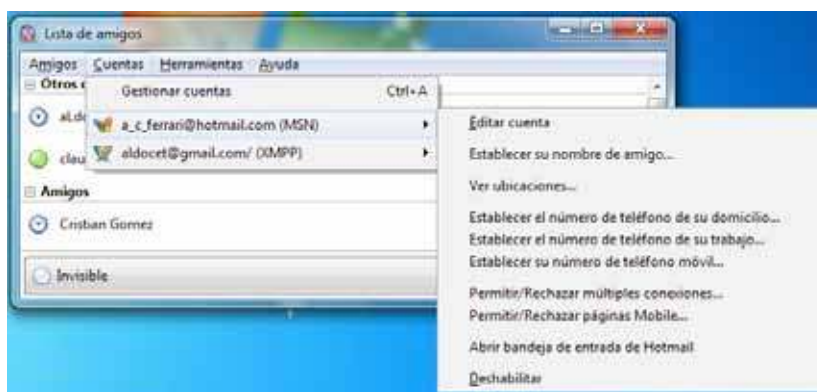 Lista de amigos
Amigos Cuentas Herramientas Ayuda
Otros
Gestionar cuentas Ctrl+A
a_c_ferrari@hotmail.com (MSN)
aldocet@gmail.com/ (XMPP)
Amigos
Cristian Gomez
Invisible
Editar cuenta
Establecer su nombre de amigo...
Ver ubicaciones...
Establecer el número de teléfono de su domicilio...
Establecer el número de teléfono de su trabajo...
Establecer su número de teléfono móvil...
Permitir/Rechazar múltiples conexiones...
Permitir/Rechazar páginas Mobile...
Abrir bandeja de entrada de Hotmail
Deshabilitar